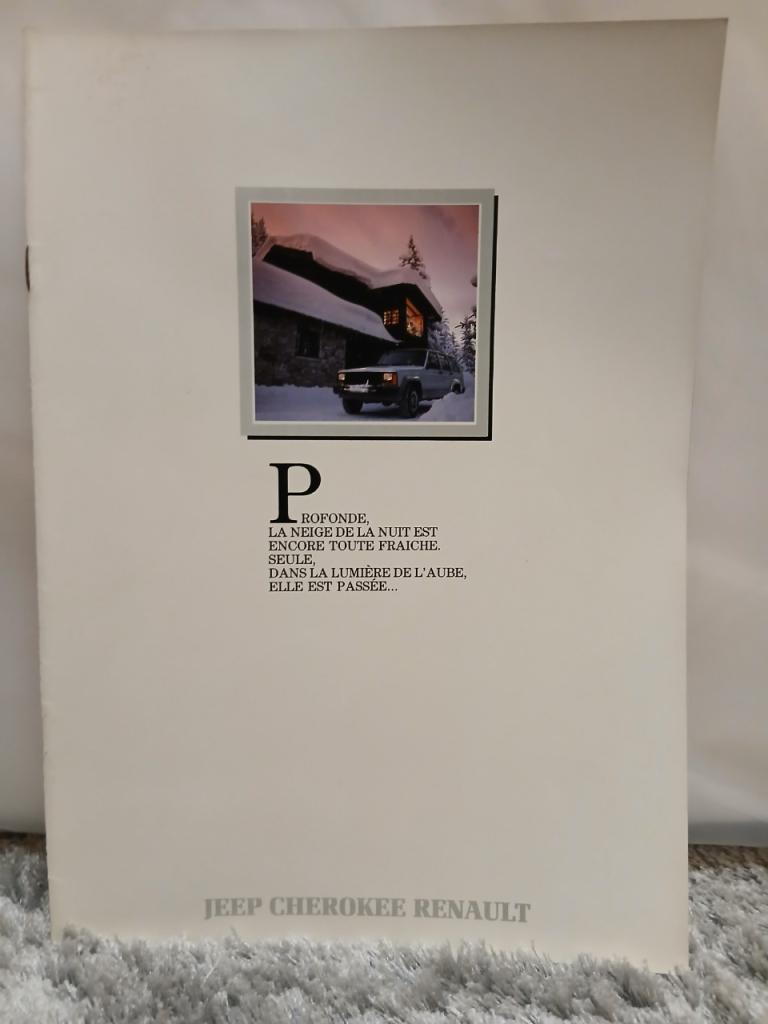 PROFONDE,
LA NEIGE DE LA NUIT EST
ENCORE TOUTE FRAICHE.
SEULE,
DANS LA LUMIÈRE DE L'AUBE,
ELLE EST PASSÉE...
JEEP CHEROKEE RENAULT